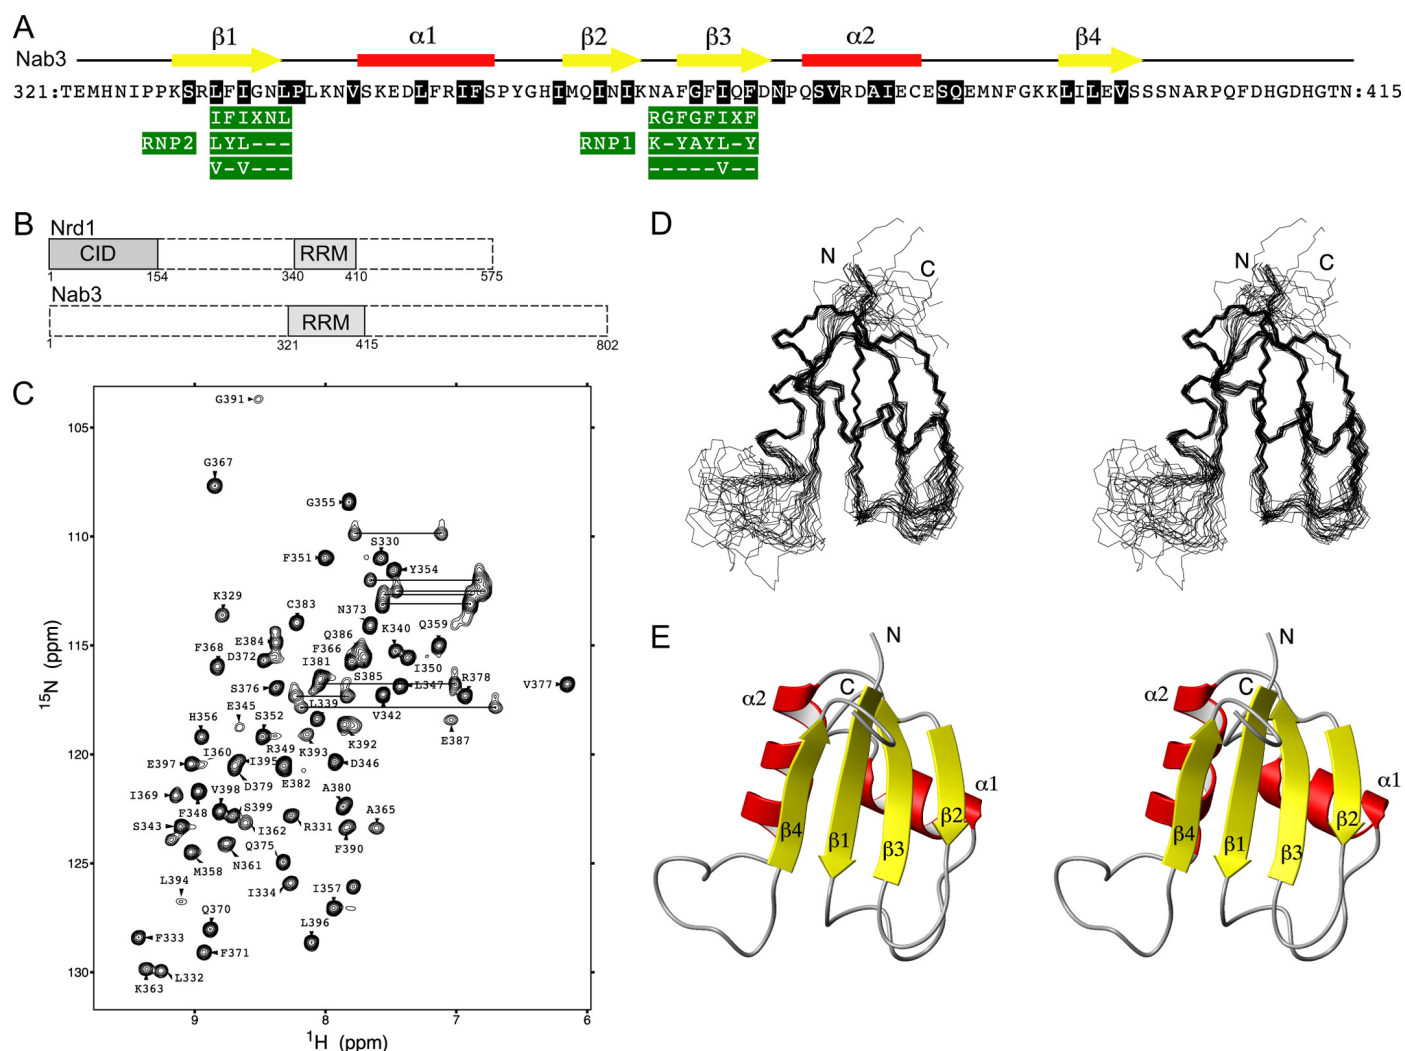 A
β1 α1 β2 β3 α2 β4
Nab3
321:TEMHNIPPKSRLFIGNLPLKNVSKEDLFRIFSPYGHIMQINIKNAFGFIQFDNPQSVRDAIECESQEMNFGKKLILEVSSSNARPQFDHGDHGTN:415
IFIXNL RGFGFIXF
RNP2 LYL--- RNP1 K-YAYL-Y
V-V--- -----V--
B
Nrd1
CID RRM
1 154 340 410 575
Nab3
RRM
1 321 415 802
C
G391
105
G367
G355
110
S330
F351
Y354
K329
C383
N373
K340
Q359
Q386
E384
115
F366
F368
D372
I381
I350
S385
L347
R378
V377
S376
E345
L339
V342
H356
S352
K392
E387
I360
R349
K393
120
E397
I395
E382
D346
D379
I369
V398
A380
A365
F348
S399
R331
S343
I362
Q375
F390
N361
125
M358
L394
I334
I357
Q370
L396
F333
F371
130
L332
K363
9 8 7 6
15N (ppm)
1H (ppm)
D
N C N C
E
N N
α2 C α2 C
α1 α1
β4 β1 β3 β2 β4 β1 β3 β2